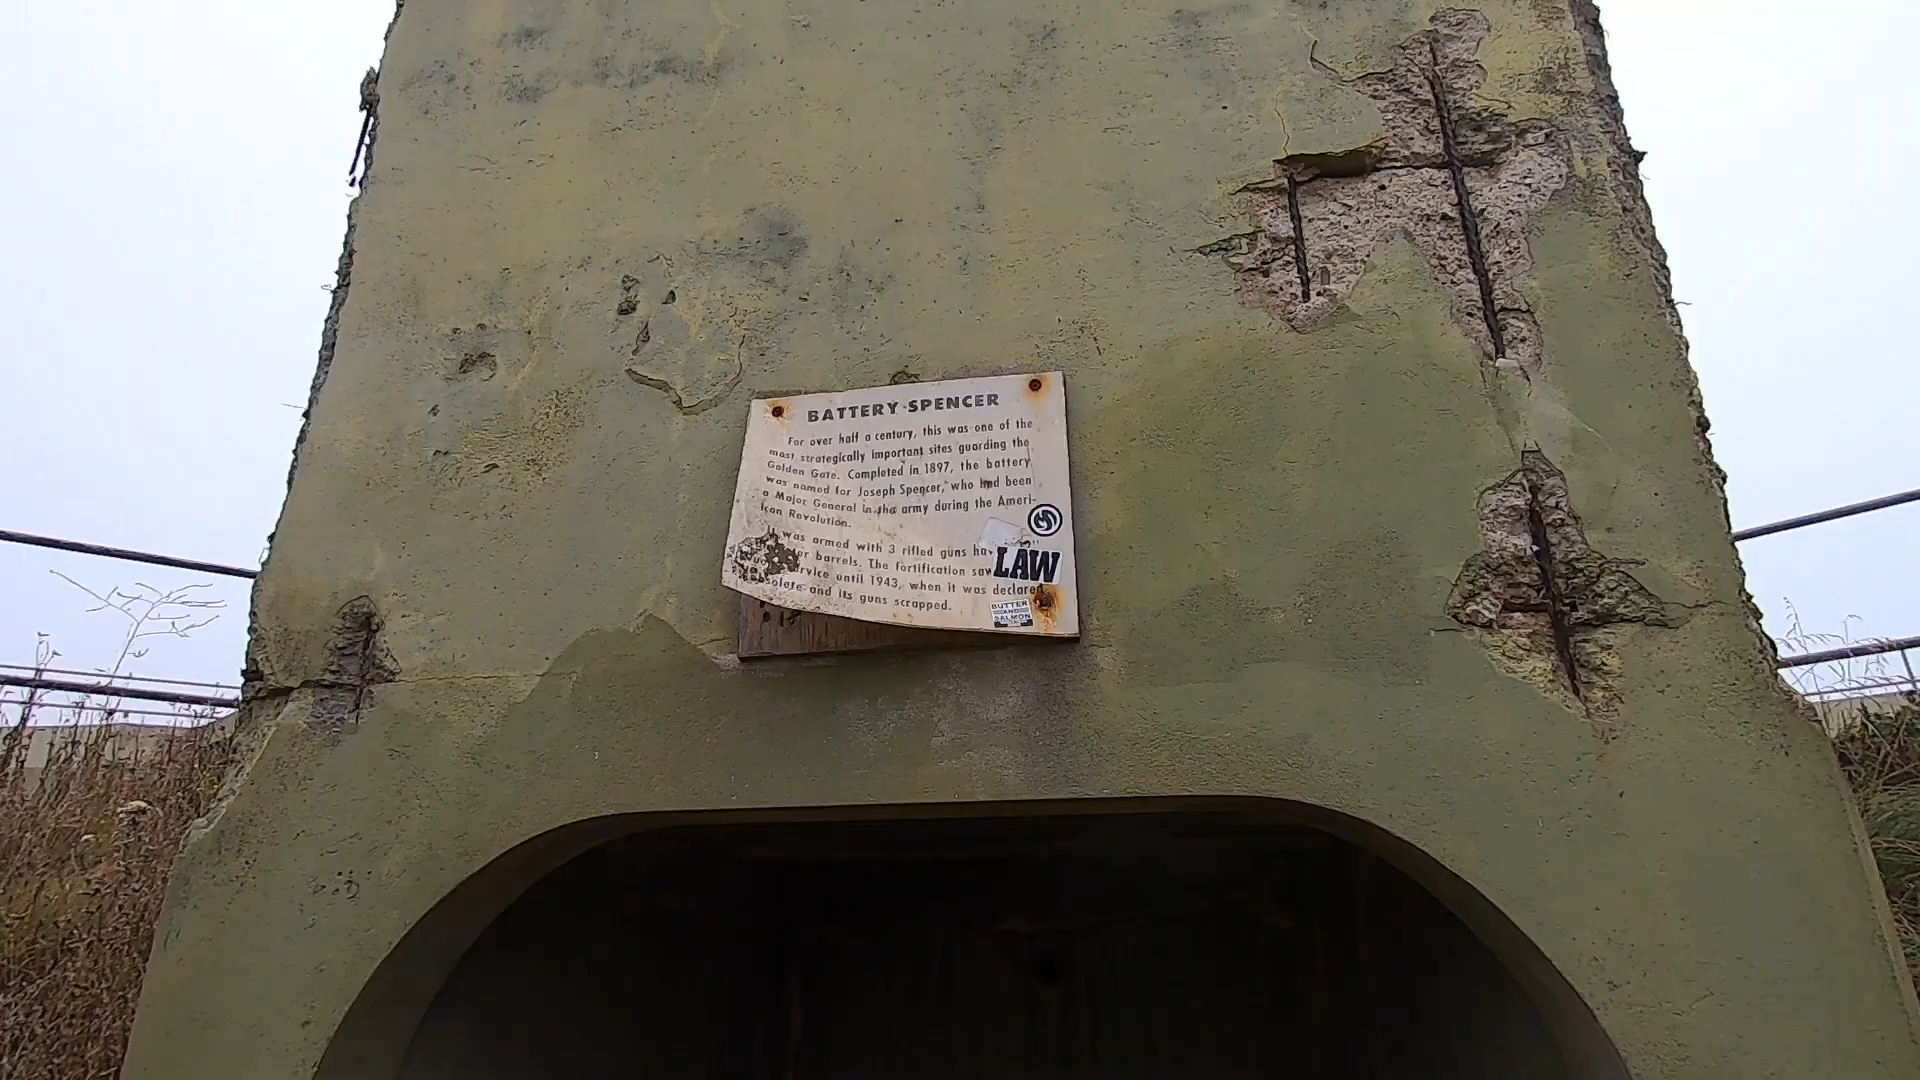 BATTERY SPENCER
For over half a century, this was one of the
most strategically important sites guarding the
Golden Gate. Completed in 1897, the battery
was named for Joseph Spencer, who had been
a Major General in the army during the Ameri-
ican Revolution.
It was armed with 3 rifled guns
barrels. The fortification saw
until 1943, when it was declared
and its guns scrapped.
LAW
BUTTER
AND
SALMON